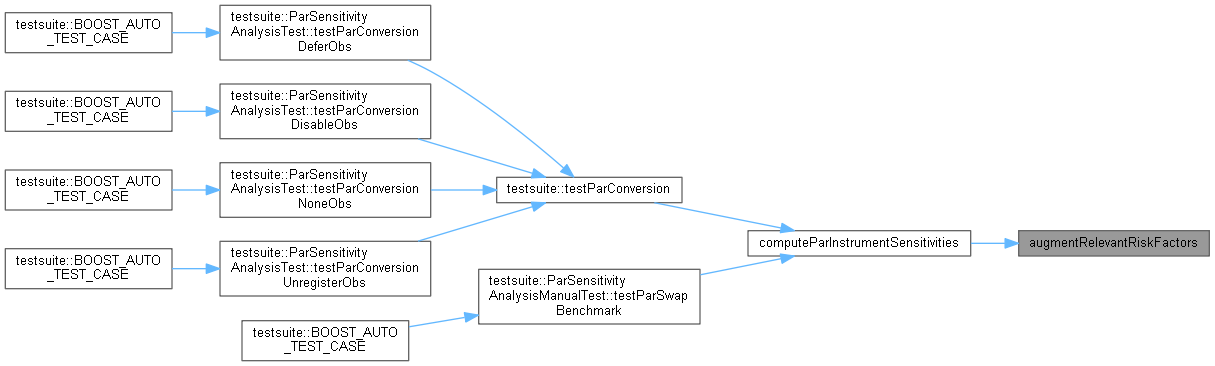 testsuite::BOOST_AUTO
_TEST_CASE
testsuite::ParSensitivity
AnalysisTest::testParConversion
DeferObs
testsuite::BOOST_AUTO
_TEST_CASE
testsuite::ParSensitivity
AnalysisTest::testParConversion
DisableObs
testsuite::BOOST_AUTO
_TEST_CASE
testsuite::ParSensitivity
AnalysisTest::testParConversion
NoneObs
testsuite::BOOST_AUTO
_TEST_CASE
testsuite::ParSensitivity
AnalysisTest::testParConversion
UnregisterObs
testsuite::testParConversion
computeParInstrumentSensitivities
augmentRelevantRiskFactors
testsuite::ParSensitivity
AnalysisManualTest::testParSwap
Benchmark
testsuite::BOOST_AUTO
_TEST_CASE